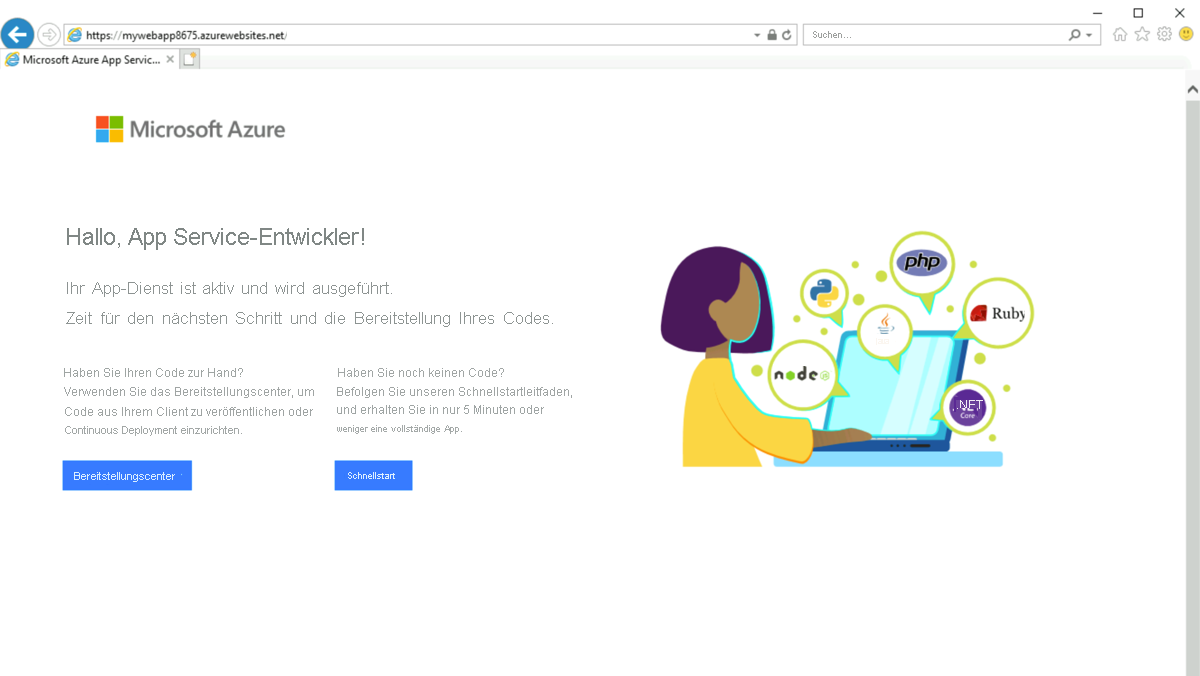 https://mywebapp8675.azurewebsites.net/
Suchen...
Microsoft Azure App Servic...
Microsoft Azure
Hallo, App Service-Entwickler!
Ihr App-Dienst ist aktiv und wird ausgeführt.
Zeit für den nächsten Schritt und die Bereitstellung Ihres Codes.
Haben Sie Ihren Code zur Hand?
Verwenden Sie das Bereitstellungscenter, um
Code aus Ihrem Client zu veröffentlichen oder
Continuous Deployment einzurichten.
Bereitstellungscenter
Haben Sie noch keinen Code?
Befolgen Sie unseren Schnellstartleitfaden,
und erhalten Sie in nur 5 Minuten oder
weniger eine vollständige App.
Schnellstart
php
Ruby
node
.NET
Core